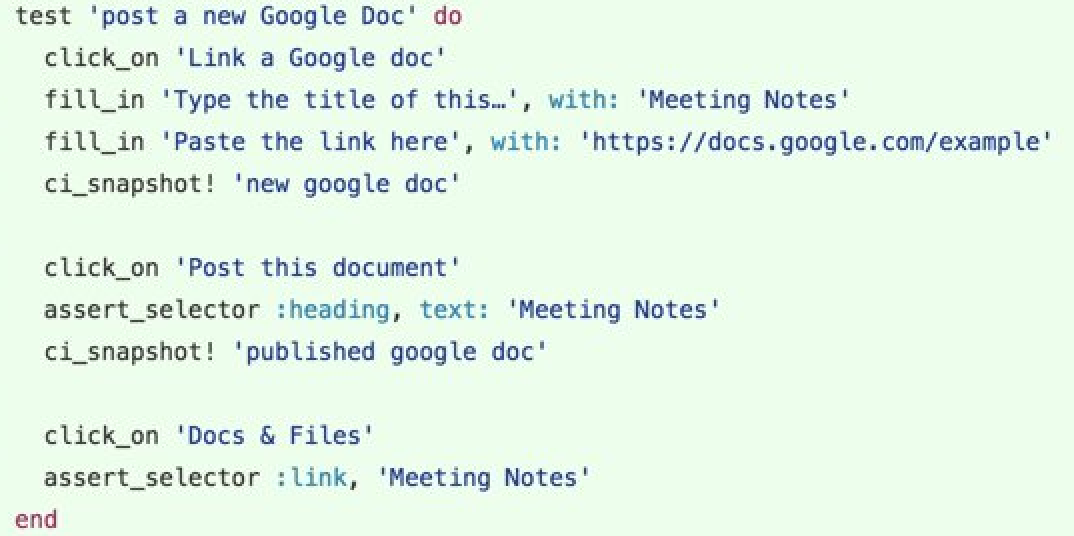 test 'post a new Google Doc' do
  click_on 'Link a Google doc'
  fill_in 'Type the title of this…', with: 'Meeting Notes'
  fill_in 'Paste the link here', with: 'https://docs.google.com/example'
  ci_snapshot! 'new google doc'

  click_on 'Post this document'
  assert_selector :heading, text: 'Meeting Notes'
  ci_snapshot! 'published google doc'

  click_on 'Docs & Files'
  assert_selector :link, 'Meeting Notes'
end